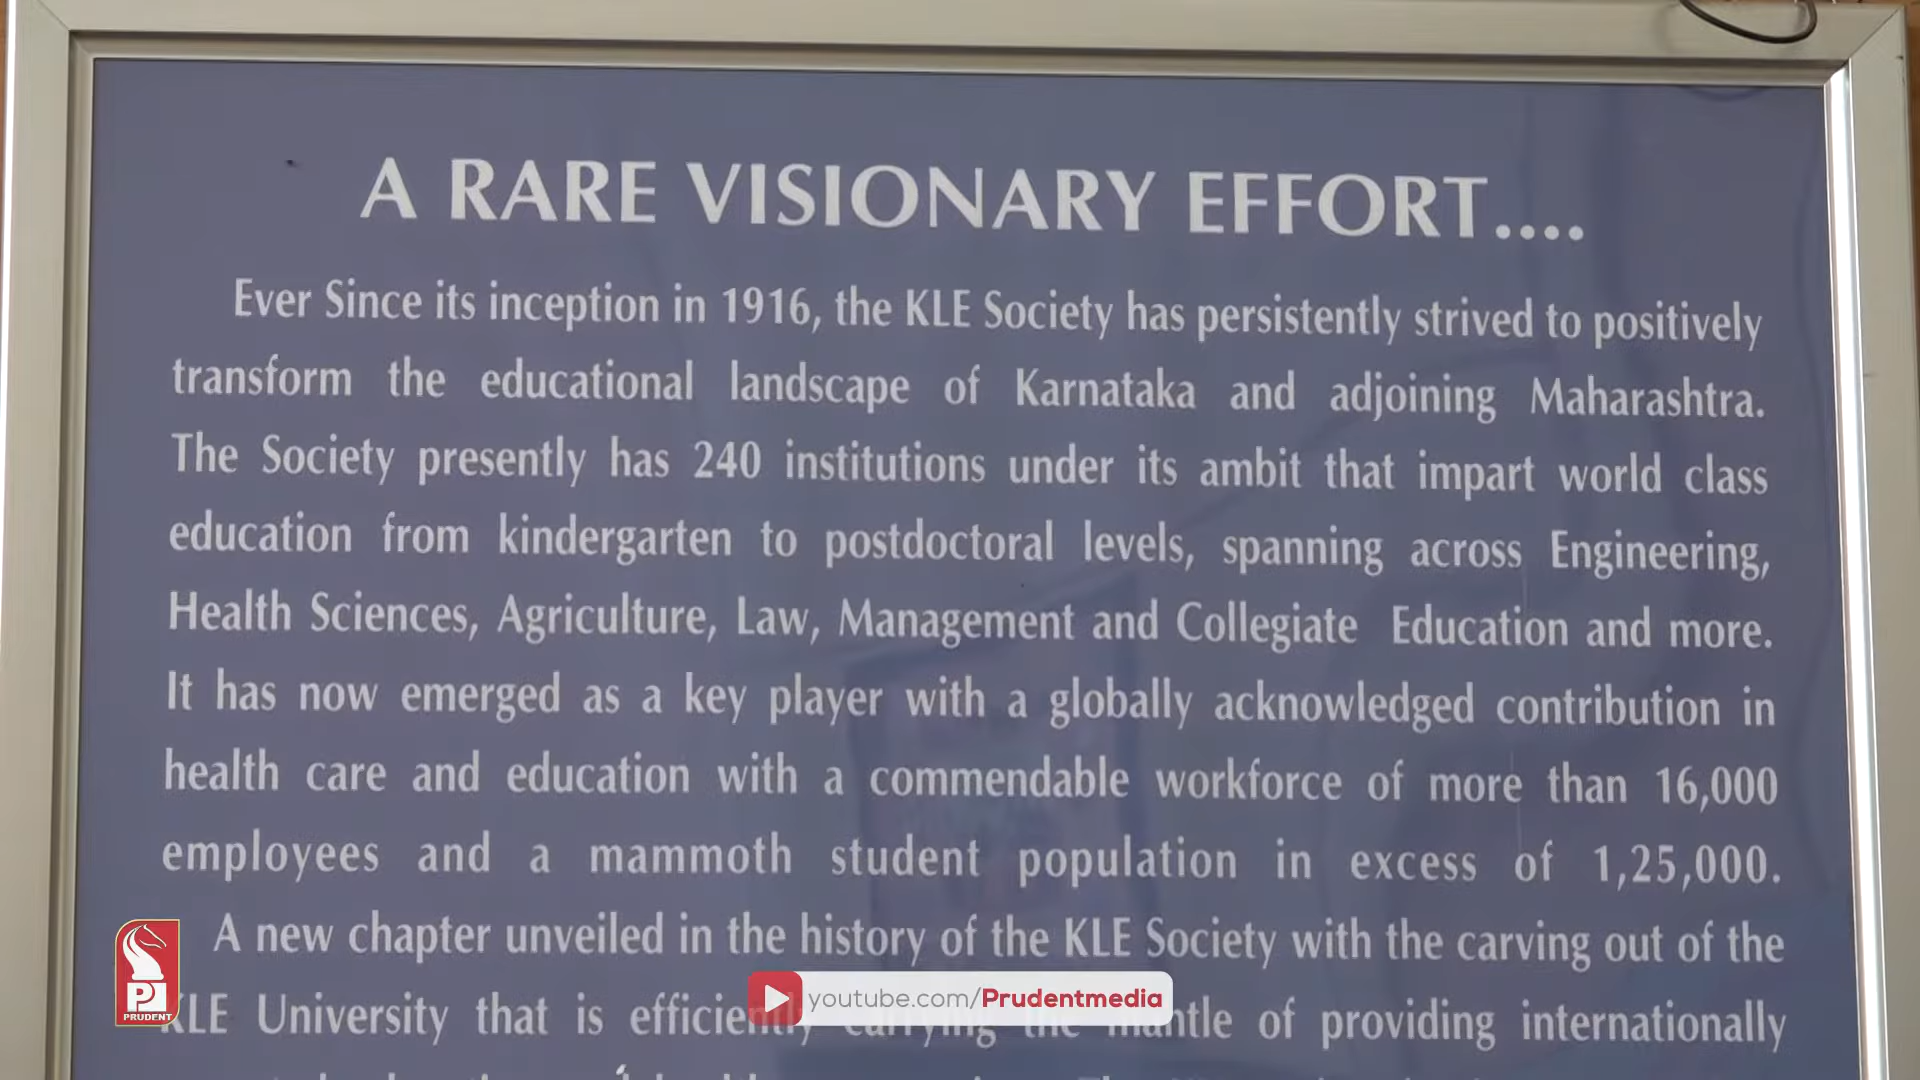 A RARE VISIONARY EFFORT....
Ever Since its inception in 1916, the KLE Society has persistently strived to positively
transform the educational landscape of Karnataka and adjoining Maharashtra.
The Society presently has 240 institutions under its ambit that impart world class
education from kindergarten to postdoctoral levels, spanning across Engineering,
Health Sciences, Agriculture, Law, Management and Collegiate Education and more.
It has now emerged as a key player with a globally acknowledged contribution in
health care and education with a commendable workforce of more than 16,000
employees and a mammoth student population in excess of 1,25,000.
A new chapter unveiled in the history of the KLE Society with the carving out of the
KLE University that is efficiently carrying the mantle of providing internationally
youtube.com/Prudentmedia
P
PRUDENT